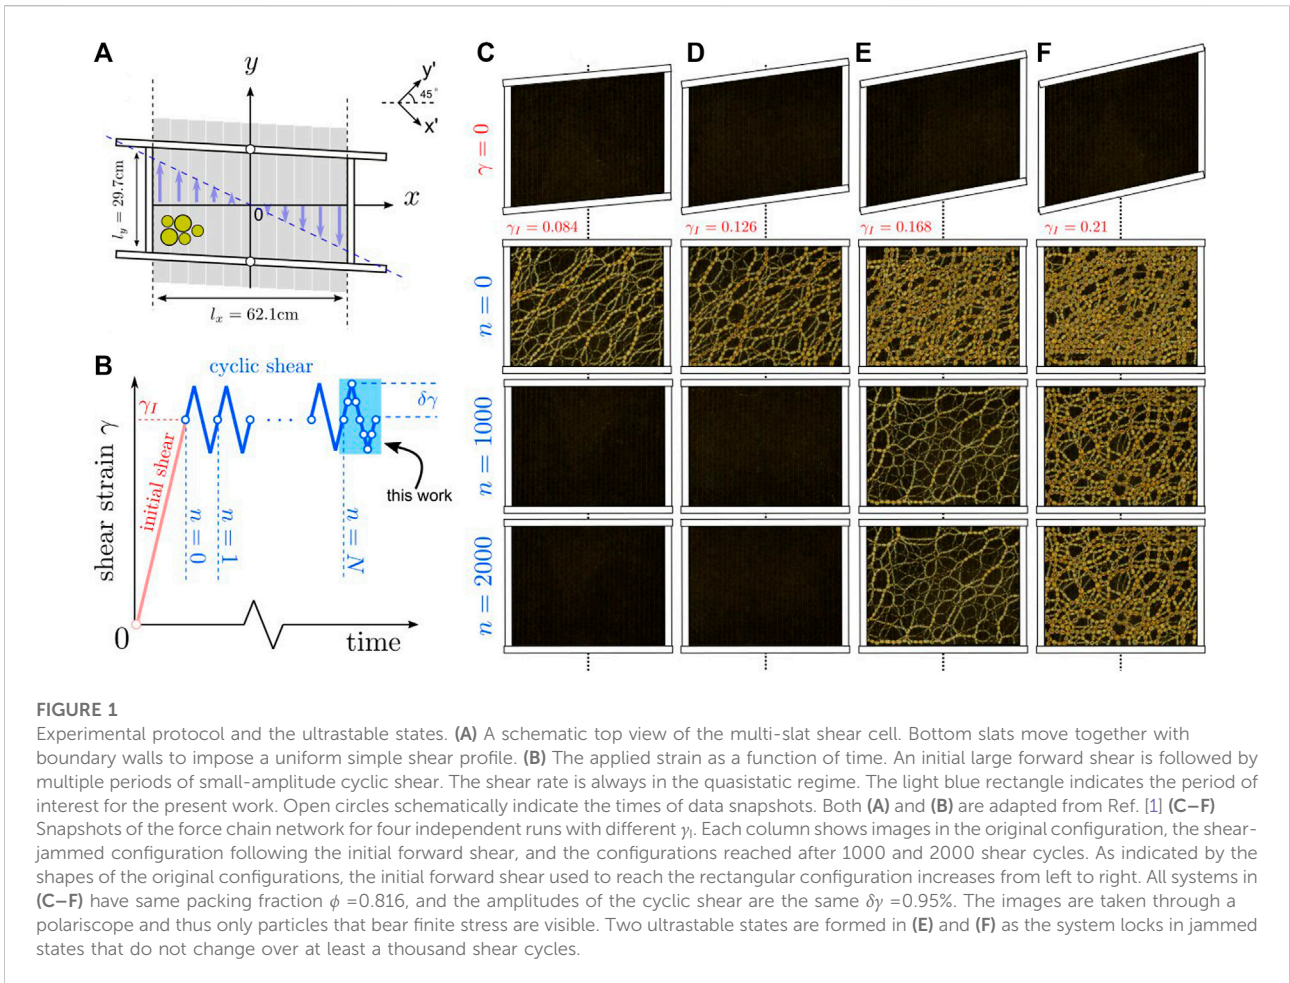 A
y
y'
45°
x'
x
0
l_y = 29.7cm
l_x = 62.1cm
B
cyclic shear
γ_I
δγ
shear strain γ
initial shear
this work
n = 0
n = 1
n = N
0
time
C
D
E
F
γ = 0
γ_I = 0.084
γ_I = 0.126
γ_I = 0.168
γ_I = 0.21
n = 0
n = 1000
n = 2000
FIGURE 1
Experimental protocol and the ultrastable states. (A) A schematic top view of the multi-slat shear cell. Bottom slats move together with
boundary walls to impose a uniform simple shear profile. (B) The applied strain as a function of time. An initial large forward shear is followed by
multiple periods of small-amplitude cyclic shear. The shear rate is always in the quasistatic regime. The light blue rectangle indicates the period of
interest for the present work. Open circles schematically indicate the times of data snapshots. Both (A) and (B) are adapted from Ref. [1] (C–F)
Snapshots of the force chain network for four independent runs with different γI. Each column shows images in the original configuration, the shear-
jammed configuration following the initial forward shear, and the configurations reached after 1000 and 2000 shear cycles. As indicated by the
shapes of the original configurations, the initial forward shear used to reach the rectangular configuration increases from left to right. All systems in
(C–F) have same packing fraction ϕ =0.816, and the amplitudes of the cyclic shear are the same δγ =0.95%. The images are taken through a
polariscope and thus only particles that bear finite stress are visible. Two ultrastable states are formed in (E) and (F) as the system locks in jammed
states that do not change over at least a thousand shear cycles.